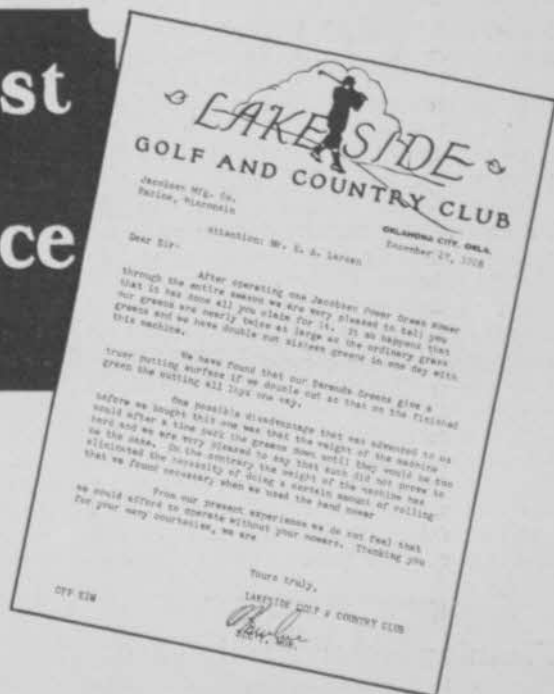 st
ce
LAKESIDE
GOLF AND COUNTRY CLUB
OKLAHOMA CITY, OKLA.
December 27, 1928
Jacobsen Mfg. Co.
Racine, Wisconsin
Attention: Mr. E. A. Larsen
Dear Sir-
After operating one Jacobsen Power Green Mower
through the entire season we are very pleased to tell you
that it has done all you claim for it. It so happens that
our greens are nearly twice as large as the ordinary grass
greens and we have double cut sixteen greens in one day with
this machine.
We have found that our Bermuda Greens give a
truer putting surface if we double cut so that on the finished
green the cutting all lays one way.
One possible disadvantage that was advanced to us
before we bought this one was that the weight of the machine
would after a time pack the greens down until they would be too
hard and we are very pleased to say that such did not prove to
be the case. On the contrary the weight of the machine has
eliminated the necessity of doing a certain amount of rolling
that we found necessary when we used the hand mower
From our present experience we do not feel that
we could afford to operate without your mowers. Thanking you
for your many courtesies, we are
Yours truly,
LAKESIDE GOLF & COUNTRY CLUB